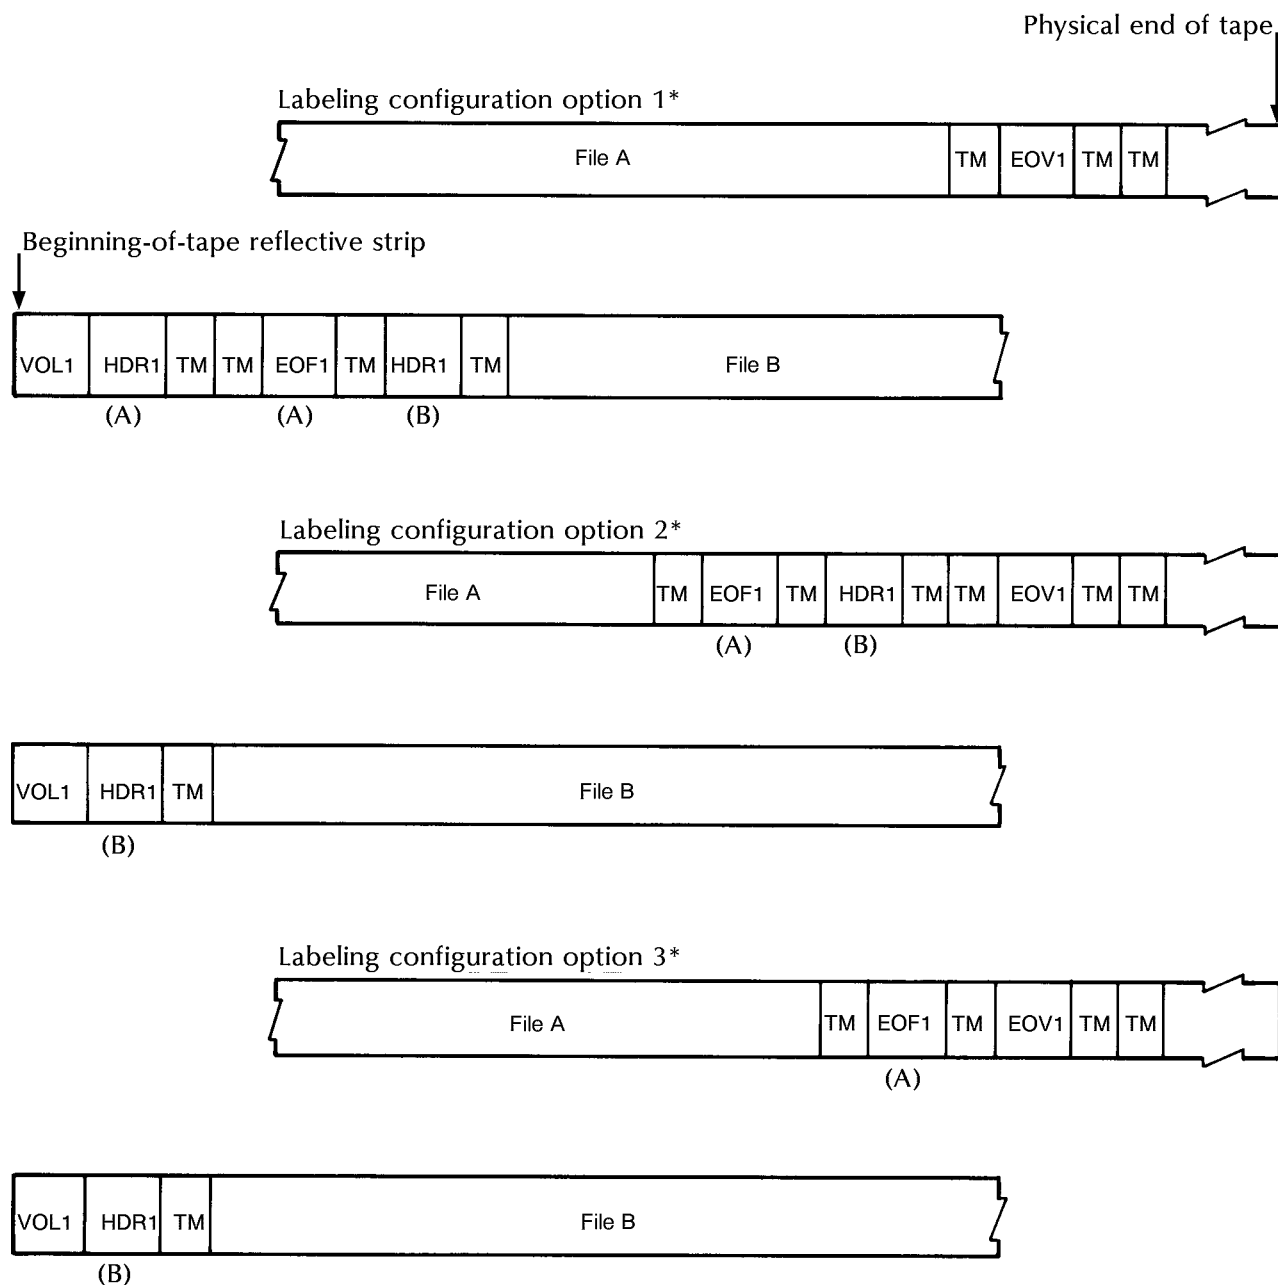 Physical end of tape
Labeling configuration option 1*
File A TM EOV1 TM TM
Beginning-of-tape reflective strip
VOL1 HDR1 TM TM EOF1 TM HDR1 TM File B
(A) (A) (B)
Labeling configuration option 2*
File A TM EOF1 TM HDR1 TM TM EOV1 TM TM
(A) (B)
VOL1 HDR1 TM File B
(B)
Labeling configuration option 3*
File A TM EOF1 TM EOV1 TM TM
(A)
VOL1 HDR1 TM File B
(B)